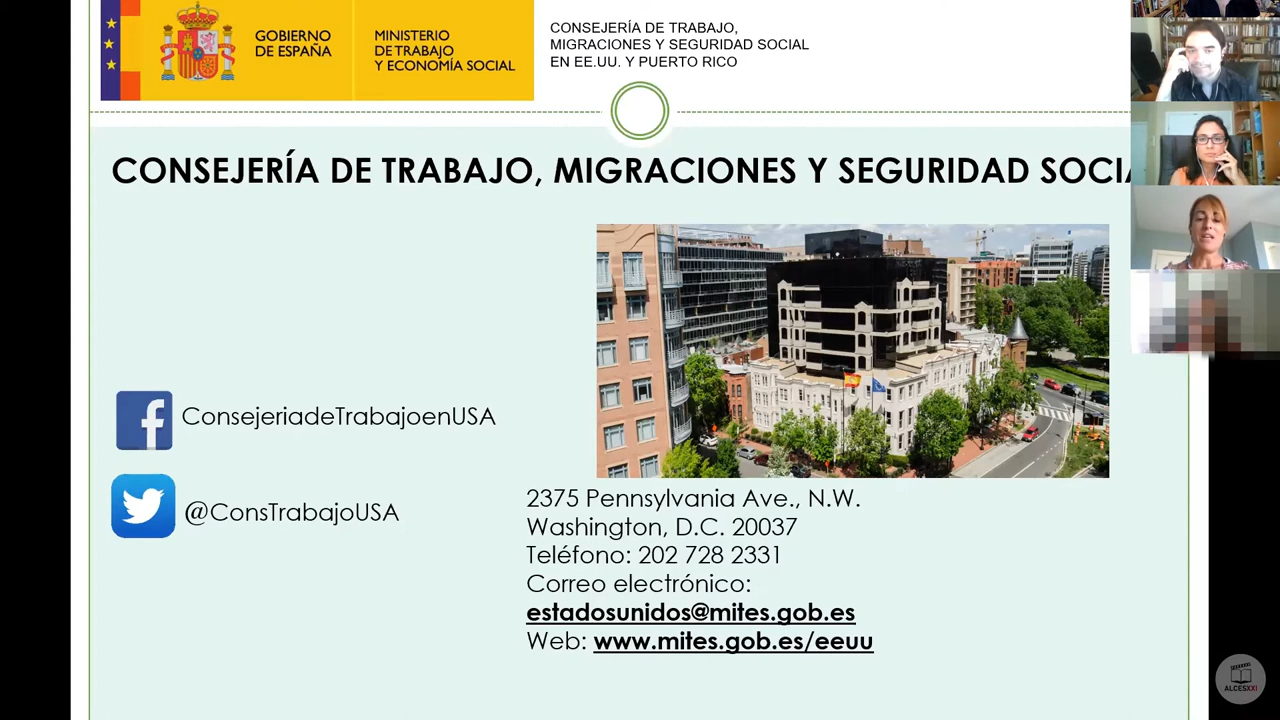 GOBIERNO
DE ESPAÑA
MINISTERIO
DE TRABAJO
Y ECONOMÍA SOCIAL
CONSEJERÍA DE TRABAJO,
MIGRACIONES Y SEGURIDAD SOCIAL
EN EE.UU. Y PUERTO RICO
CONSEJERÍA DE TRABAJO, MIGRACIONES Y SEGURIDAD SOCIA
ConsejeriadeTrabajoenUSA
@ConsTrabajoUSA
2375 Pennsylvania Ave., N.W.
Washington, D.C. 20037
Teléfono: 202 728 2331
Correo electrónico:
estadosunidos@mites.gob.es
Web: www.mites.gob.es/eeuu
ALCESXXI